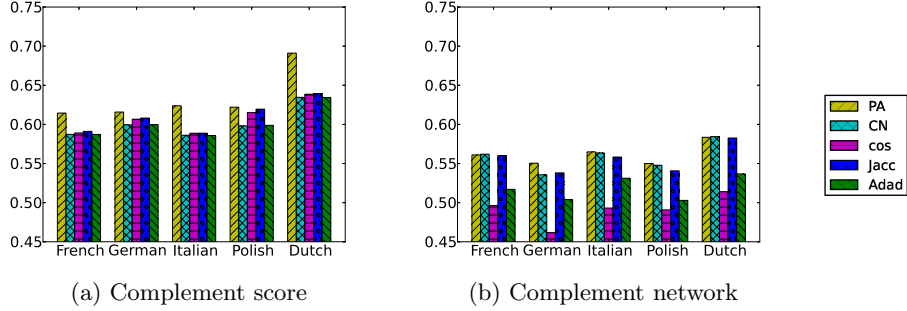 0.75
0.70
0.65
0.60
0.55
0.50
0.45
French German Italian Polish Dutch
(a) Complement score
0.75
0.70
0.65
0.60
0.55
0.50
0.45
French German Italian Polish Dutch
(b) Complement network
PA
CN
cos
Jacc
Adad